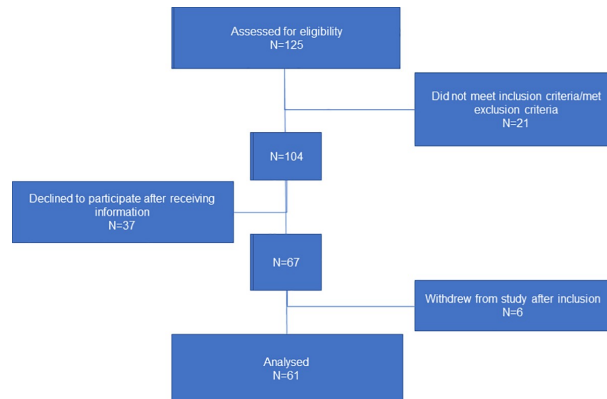 Assessed for eligibility
N=125
Did not meet inclusion criteria/met
exclusion criteria
N=21
N=104
Declined to participate after receiving
information
N=37
N=67
Withdrew from study after inclusion
N=6
Analysed
N=61